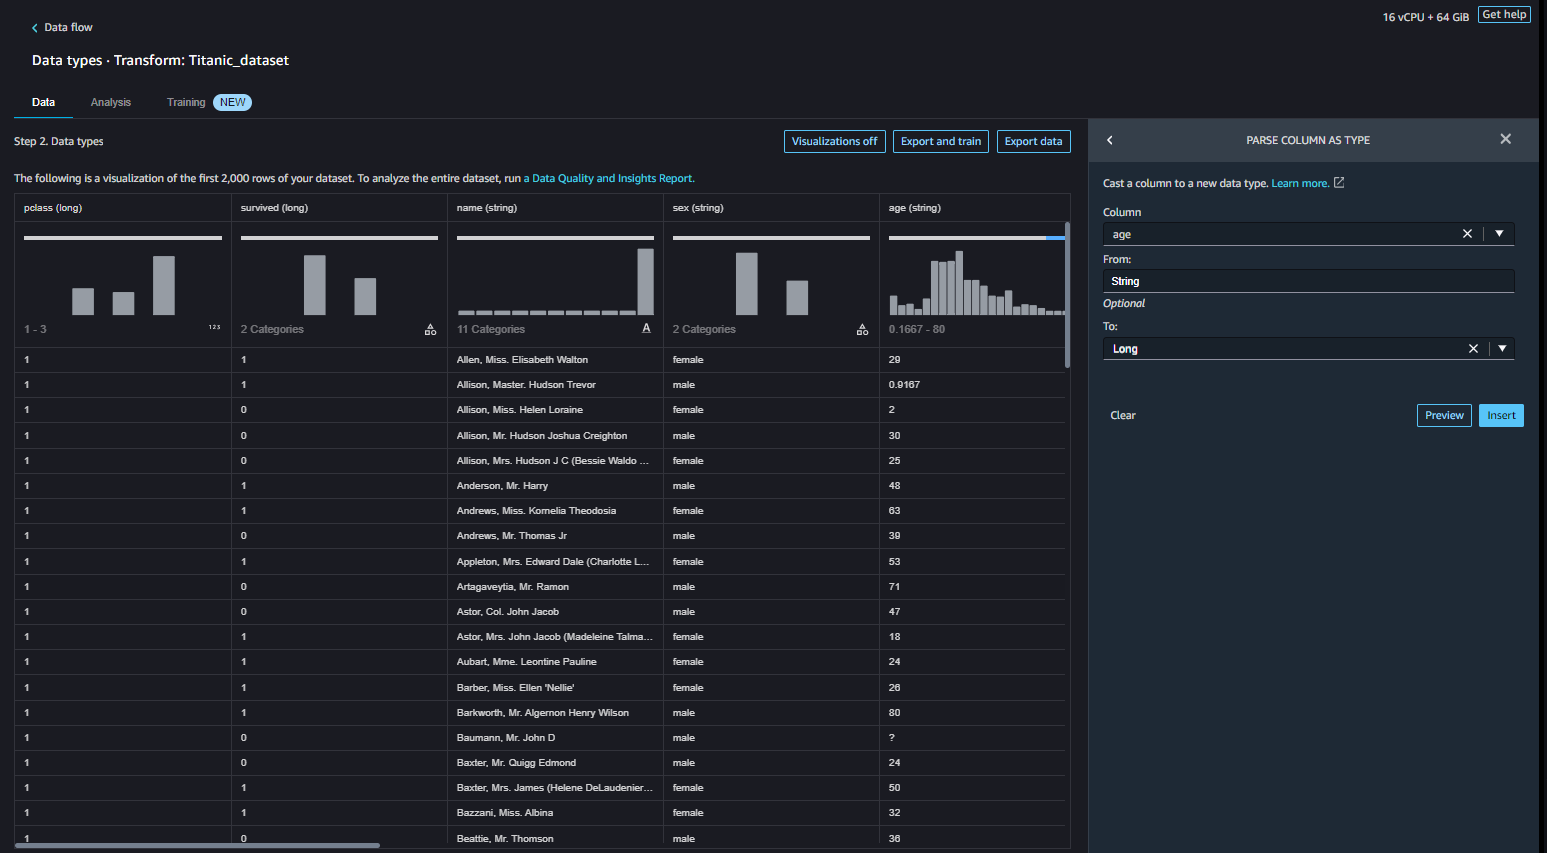 Data flow
16 vCPU + 64 GiB
Get help
Data types · Transform: Titanic_dataset
Data
Analysis
Training
NEW
Step 2. Data types
Visualizations off
Export and train
Export data
The following is a visualization of the first 2,000 rows of your dataset. To analyze the entire dataset, run a Data Quality and Insights Report.
pclass (long) survived (long) name (string) sex (string) age (string)
1 - 3 123 2 Categories 11 Categories A 2 Categories 0.1667 - 80
1 1 Allen, Miss. Elisabeth Walton female 29
1 1 Allison, Master. Hudson Trevor male 0.9167
1 0 Allison, Miss. Helen Loraine female 2
1 0 Allison, Mr. Hudson Joshua Creighton male 30
1 0 Allison, Mrs. Hudson J C (Bessie Waldo ... female 25
1 1 Anderson, Mr. Harry male 48
1 1 Andrews, Miss. Kornelia Theodosia female 63
1 0 Andrews, Mr. Thomas Jr male 39
1 1 Appleton, Mrs. Edward Dale (Charlotte L... female 53
1 0 Artagaveytia, Mr. Ramon male 71
1 0 Astor, Col. John Jacob male 47
1 1 Astor, Mrs. John Jacob (Madeleine Talma... female 18
1 1 Aubart, Mme. Leontine Pauline female 24
1 1 Barber, Miss. Ellen 'Nellie' female 26
1 1 Barkworth, Mr. Algernon Henry Wilson male 80
1 0 Baumann, Mr. John D male ?
1 0 Baxter, Mr. Quigg Edmond male 24
1 1 Baxter, Mrs. James (Helene DeLaudenier... female 50
1 1 Bazzani, Miss. Albina female 32
1 0 Beattie, Mr. Thomson male 36
PARSE COLUMN AS TYPE
Cast a column to a new data type. Learn more.
Column
age
From:
String
Optional
To:
Long
Clear
Preview
Insert